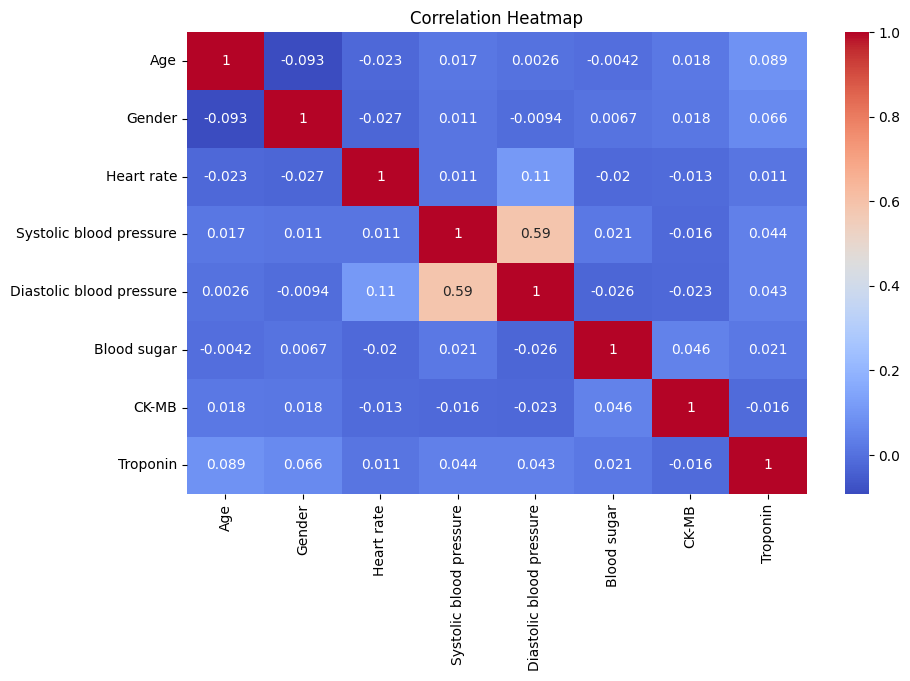 Correlation Heatmap
Age 1 -0.093 -0.023 0.017 0.0026 -0.0042 0.018 0.089
Gender -0.093 1 -0.027 0.011 -0.0094 0.0067 0.018 0.066
Heart rate -0.023 -0.027 1 0.011 0.11 -0.02 -0.013 0.011
Systolic blood pressure 0.017 0.011 0.011 1 0.59 0.021 -0.016 0.044
Diastolic blood pressure 0.0026 -0.0094 0.11 0.59 1 -0.026 -0.023 0.043
Blood sugar -0.0042 0.0067 -0.02 0.021 -0.026 1 0.046 0.021
CK-MB 0.018 0.018 -0.013 -0.016 -0.023 0.046 1 -0.016
Troponin 0.089 0.066 0.011 0.044 0.043 0.021 -0.016 1
Age
Gender
Heart rate
Systolic blood pressure
Diastolic blood pressure
Blood sugar
CK-MB
Troponin
1.0
0.8
0.6
0.4
0.2
0.0